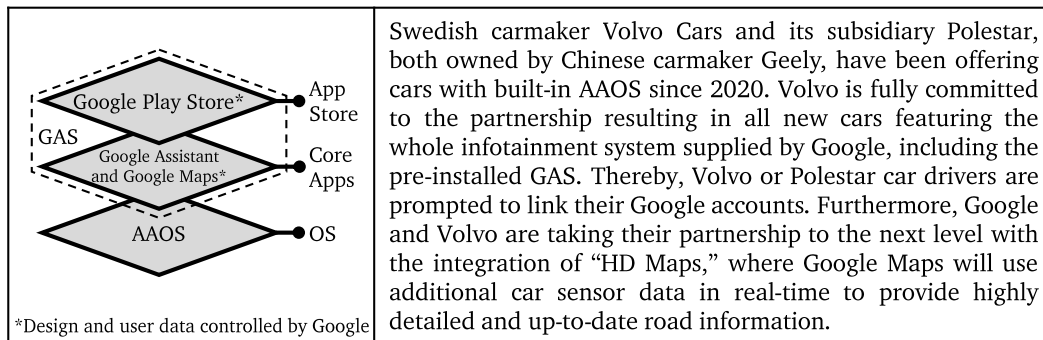 Google Play Store*
App
Store
GAS
Google Assistant
and Google Maps*
Core
Apps
AAOS
OS
*Design and user data controlled by Google
Swedish carmaker Volvo Cars and its subsidiary Polestar,
both owned by Chinese carmaker Geely, have been offering
cars with built-in AAOS since 2020. Volvo is fully committed
to the partnership resulting in all new cars featuring the
whole infotainment system supplied by Google, including the
pre-installed GAS. Thereby, Volvo or Polestar car drivers are
prompted to link their Google accounts. Furthermore, Google
and Volvo are taking their partnership to the next level with
the integration of “HD Maps,” where Google Maps will use
additional car sensor data in real-time to provide highly
detailed and up-to-date road information.